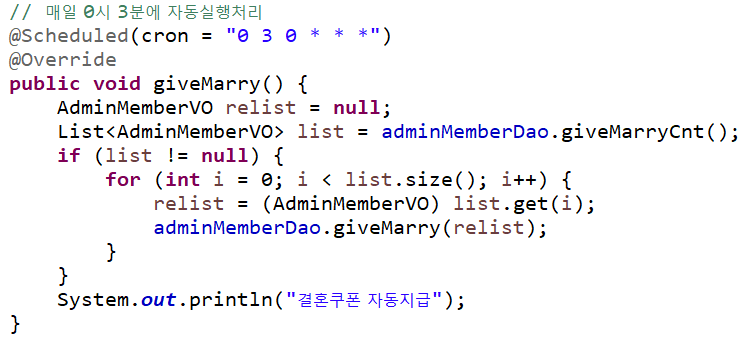 // 매일 0시 3분에 자동실행처리
@Scheduled(cron = "0 3 0 * * *")
@Override
public void giveMarry() {
    AdminMemberVO relist = null;
    List<AdminMemberVO> list = adminMemberDao.giveMarryCnt();
    if (list != null) {
        for (int i = 0; i < list.size(); i++) {
            relist = (AdminMemberVO) list.get(i);
            adminMemberDao.giveMarry(relist);
        }
    }
    System.out.println("결혼쿠폰 자동지급");
}